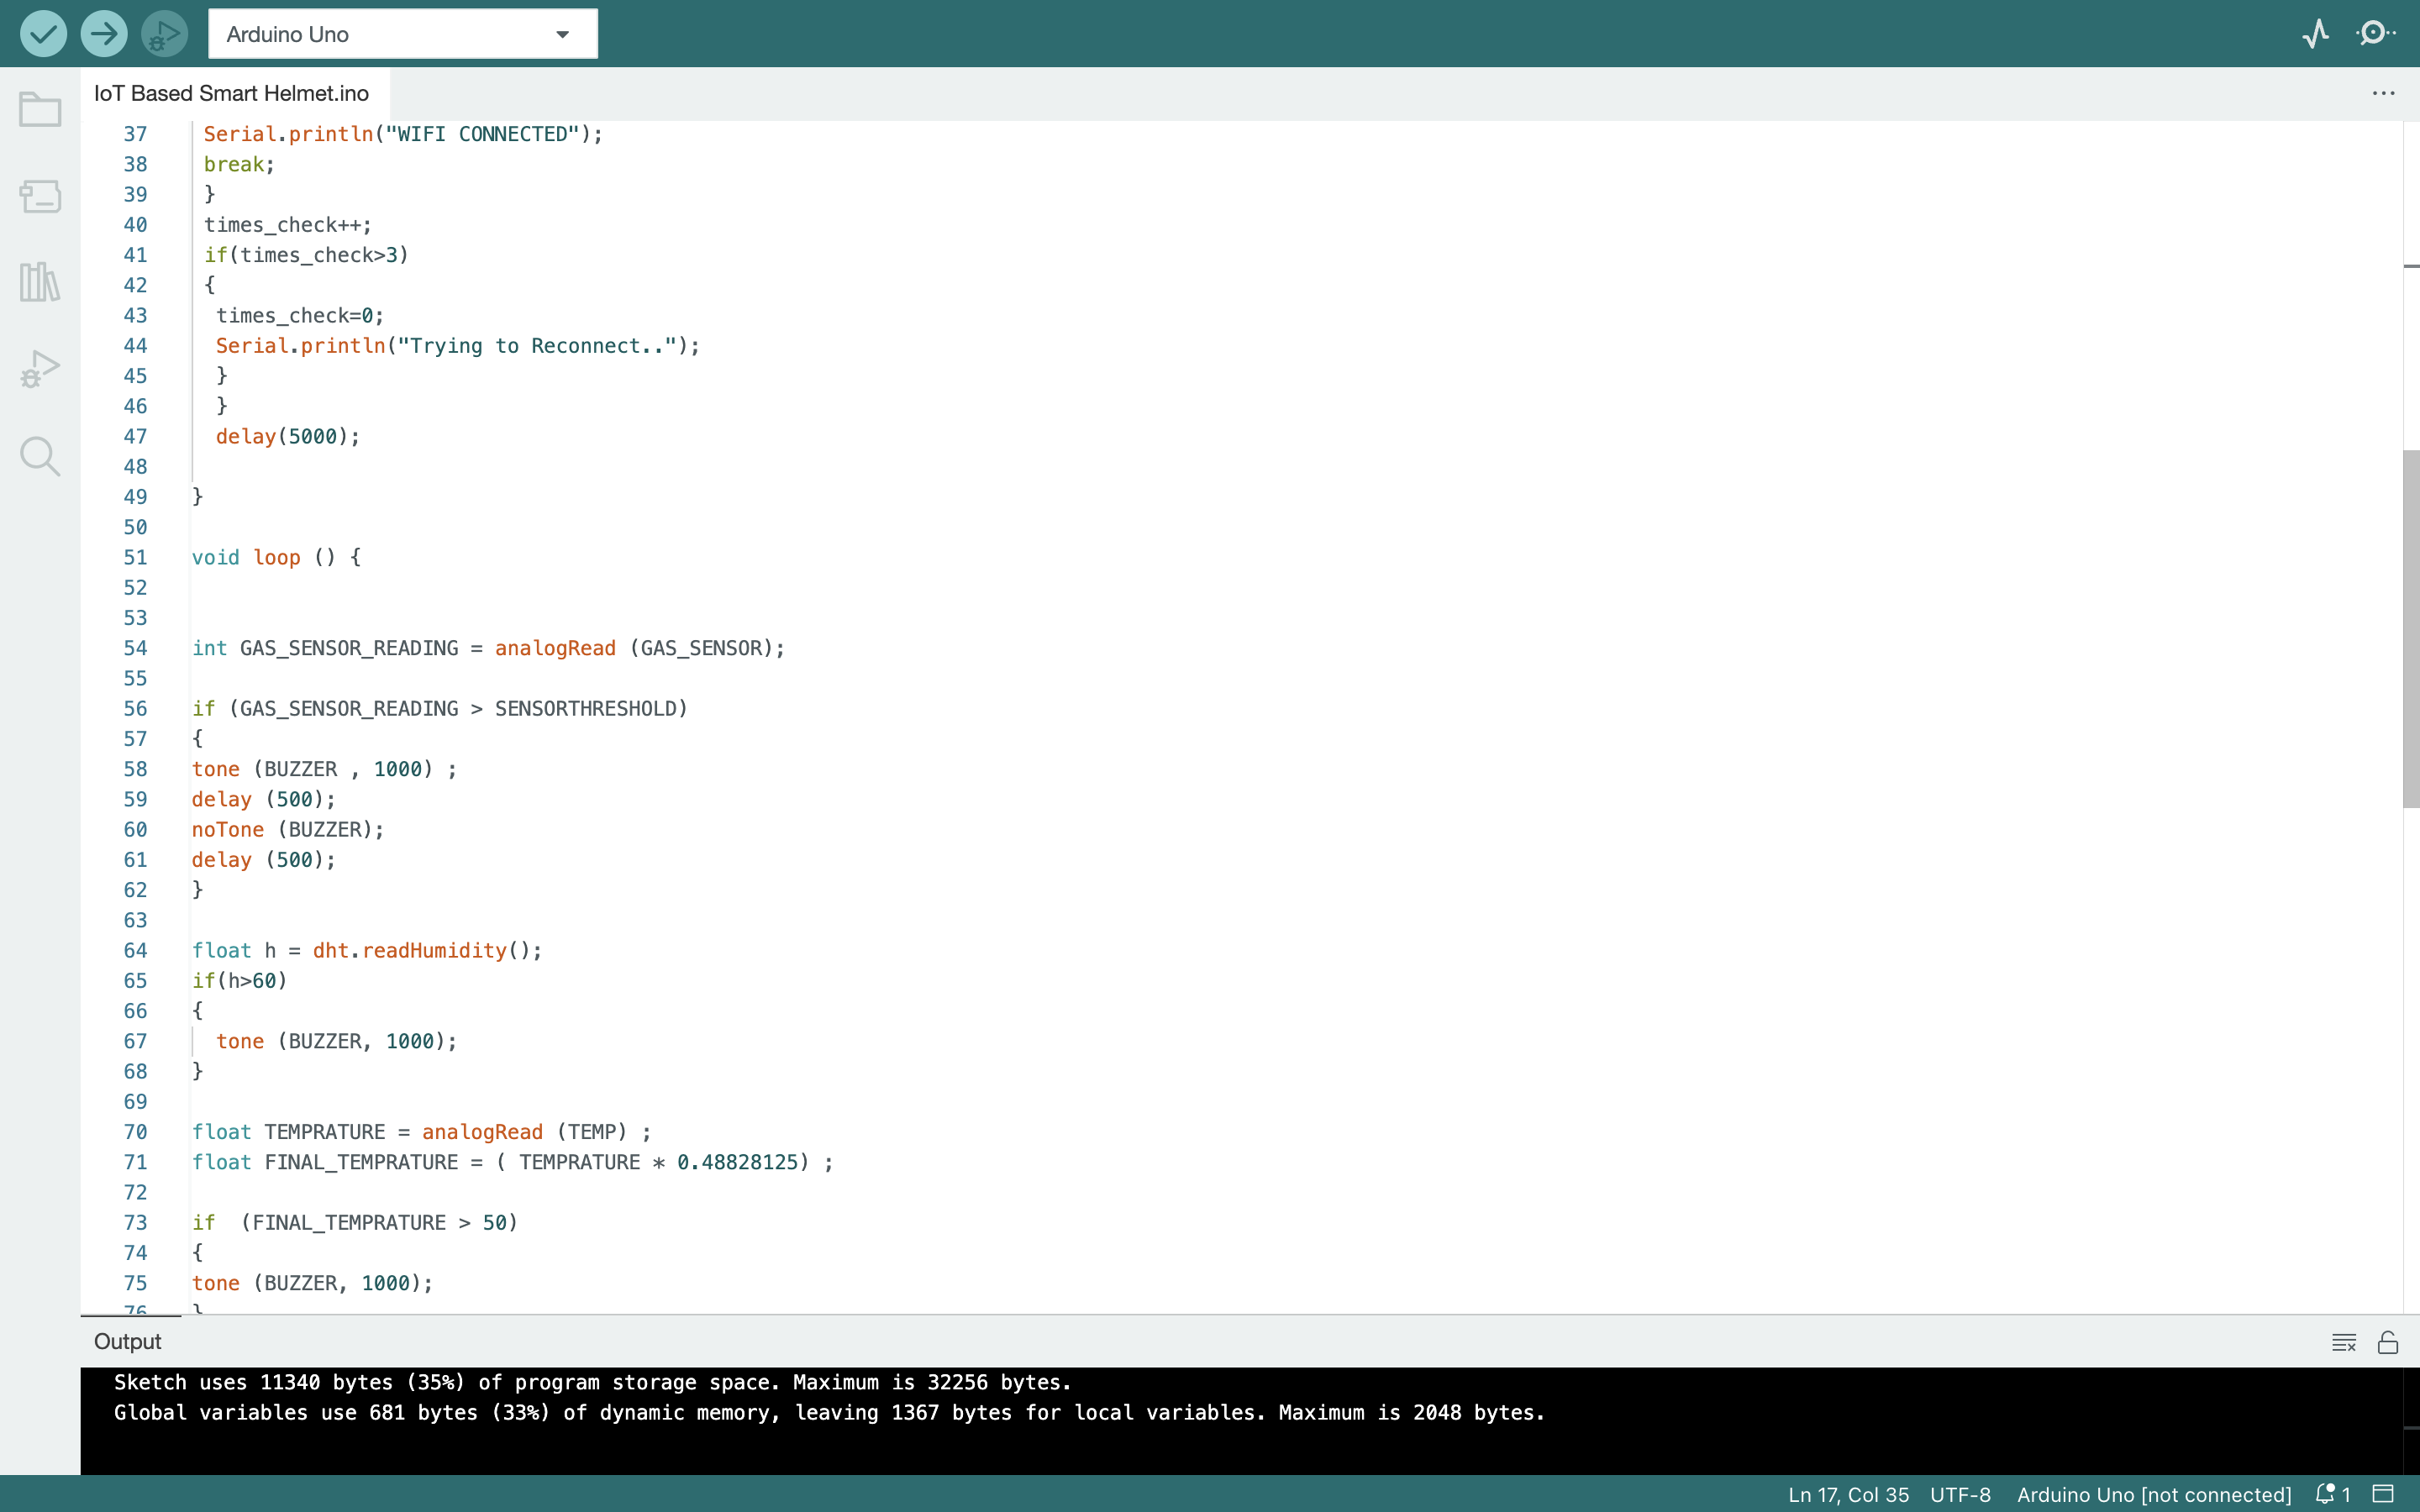 Arduino Uno
IoT Based Smart Helmet.ino
37 Serial.println("WIFI CONNECTED");
38 break;
39 }
40 times_check++;
41 if(times_check>3)
42 {
43 times_check=0;
44 Serial.println("Trying to Reconnect..");
45 }
46 }
47 delay(5000);
48
49 }
50
51 void loop () {
52
53
54 int GAS_SENSOR_READING = analogRead (GAS_SENSOR);
55
56 if (GAS_SENSOR_READING > SENSORTHRESHOLD)
57 {
58 tone (BUZZER , 1000) ;
59 delay (500);
60 noTone (BUZZER);
61 delay (500);
62 }
63
64 float h = dht.readHumidity();
65 if(h>60)
66 {
67 tone (BUZZER, 1000);
68 }
69
70 float TEMPRATURE = analogRead (TEMP) ;
71 float FINAL_TEMPRATURE = ( TEMPRATURE * 0.48828125) ;
72
73 if  (FINAL_TEMPRATURE > 50)
74 {
75 tone (BUZZER, 1000);
76 }
Output
Sketch uses 11340 bytes (35%) of program storage space. Maximum is 32256 bytes.
Global variables use 681 bytes (33%) of dynamic memory, leaving 1367 bytes for local variables. Maximum is 2048 bytes.
Ln 17, Col 35 UTF-8 Arduino Uno [not connected] 1